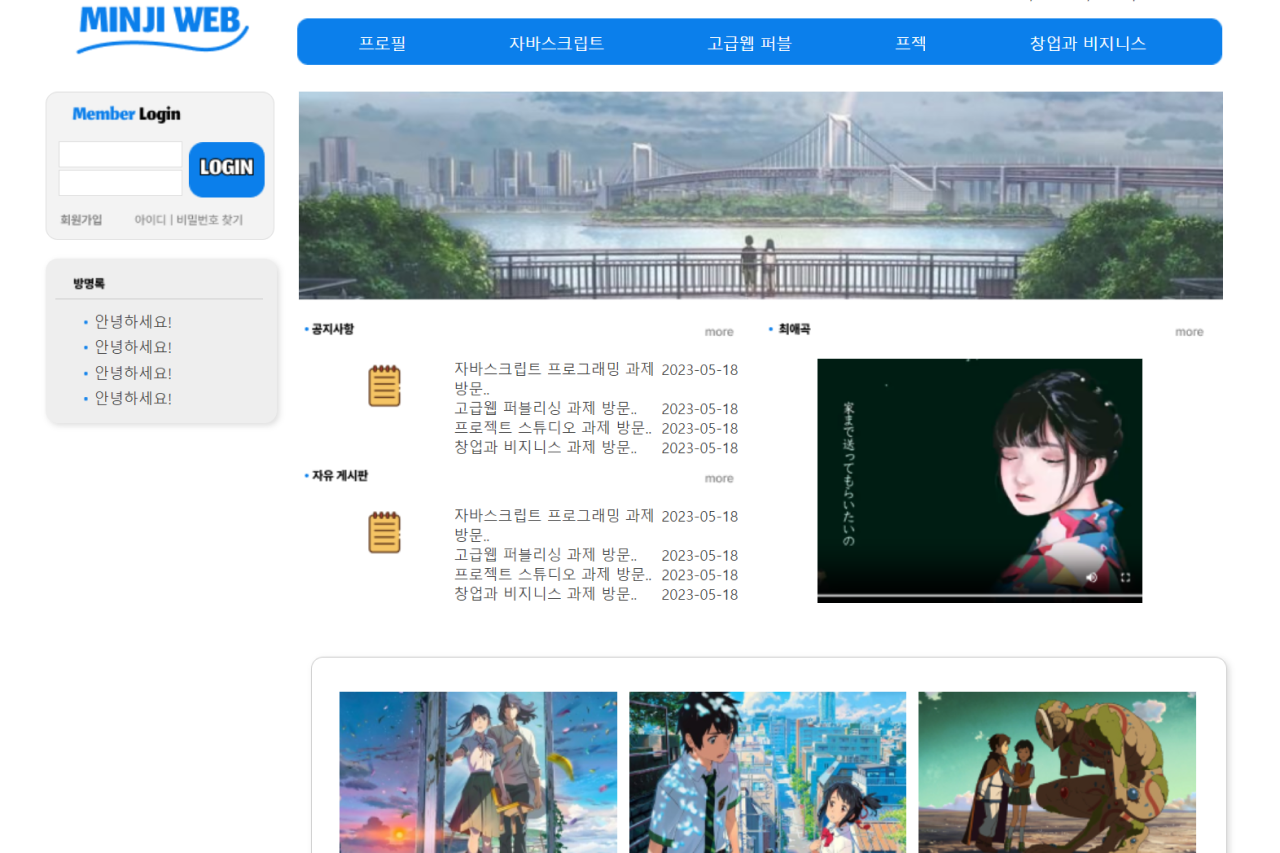 MINJI WEB
프로필 자바스크립트 고급웹 퍼블 프젝 창업과 비지니스
Member Login
LOGIN
회원가입 아이디 | 비밀번호 찾기
방명록
• 안녕하세요!
• 안녕하세요!
• 안녕하세요!
• 안녕하세요!
• 공지사항 more
자바스크립트 프로그래밍 과제 2023-05-18
방문..
고급웹 퍼블리싱 과제 방문.. 2023-05-18
프로젝트 스튜디오 과제 방문.. 2023-05-18
창업과 비지니스 과제 방문.. 2023-05-18
• 자유 게시판 more
자바스크립트 프로그래밍 과제 2023-05-18
방문..
고급웹 퍼블리싱 과제 방문.. 2023-05-18
프로젝트 스튜디오 과제 방문.. 2023-05-18
창업과 비지니스 과제 방문.. 2023-05-18
• 최애곡 more
家まで送ってもらいたいの